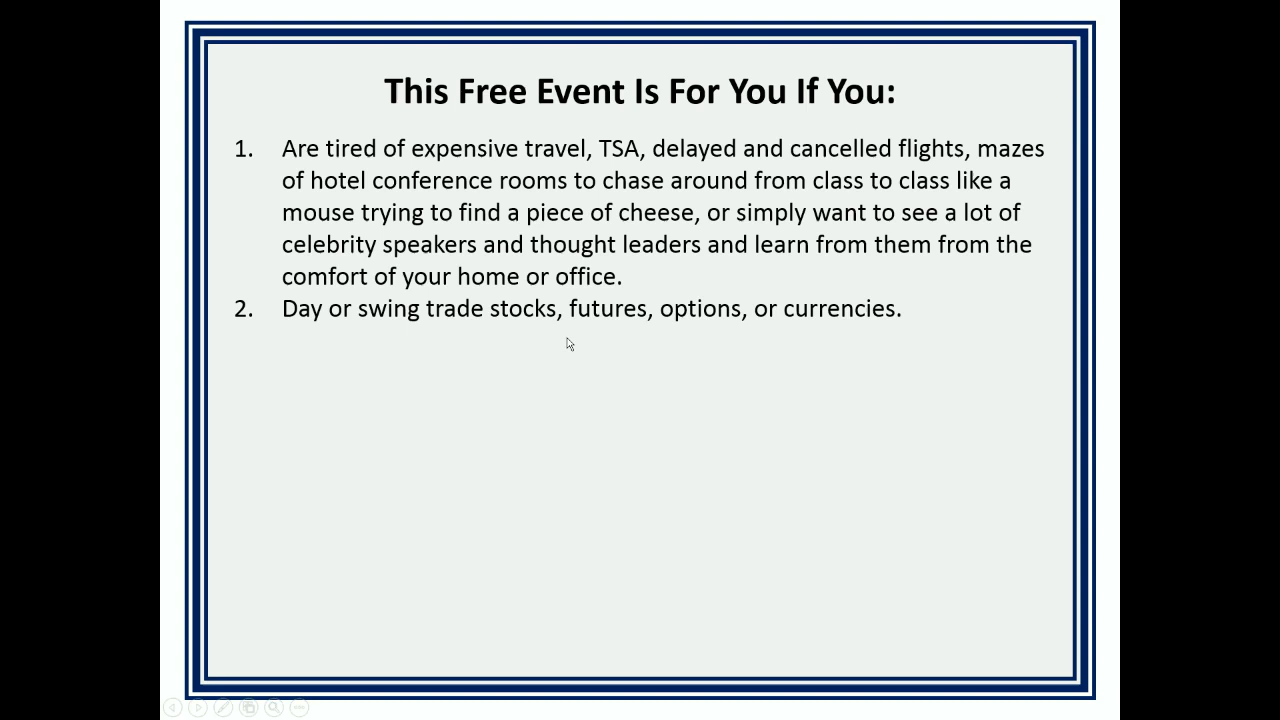 This Free Event Is For You If You:
1. Are tired of expensive travel, TSA, delayed and cancelled flights, mazes
of hotel conference rooms to chase around from class to class like a
mouse trying to find a piece of cheese, or simply want to see a lot of
celebrity speakers and thought leaders and learn from them from the
comfort of your home or office.
2. Day or swing trade stocks, futures, options, or currencies.